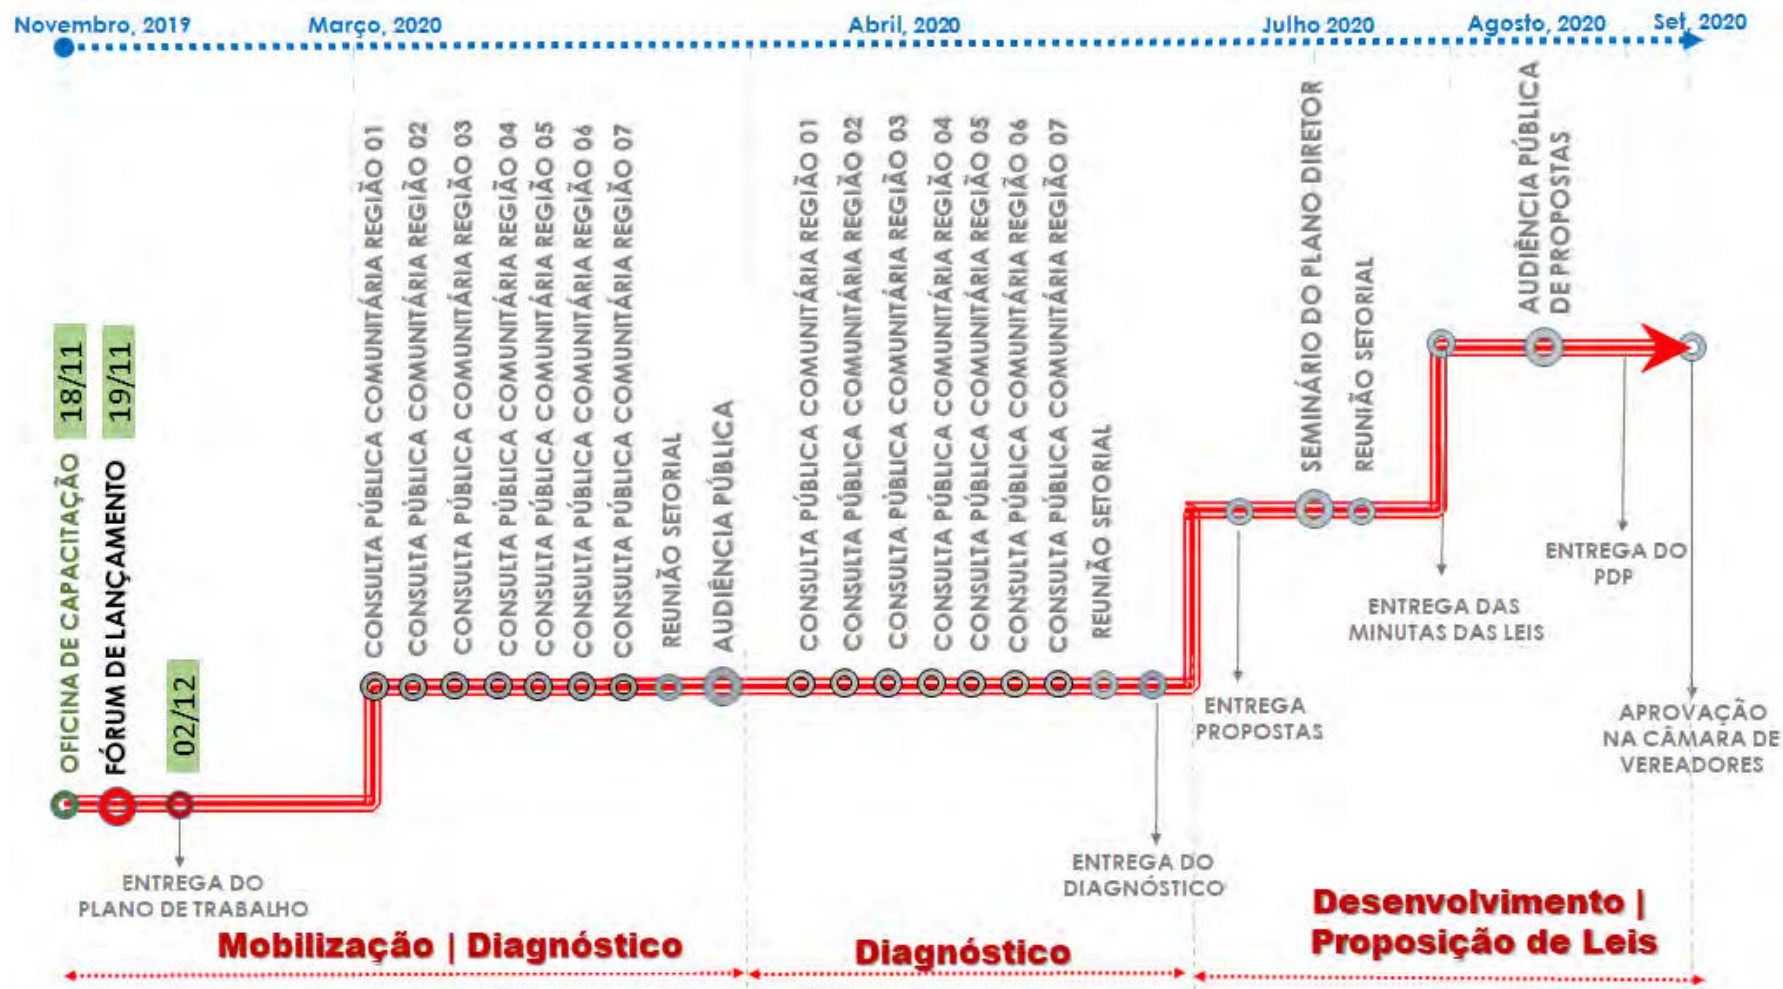 Novembro, 2019
Março, 2020
Abril, 2020
Julho 2020
Agosto, 2020
Set, 2020
OFICINA DE CAPACITAÇÃO 18/11
FÓRUM DE LANÇAMENTO 19/11
02/12
ENTREGA DO
PLANO DE TRABALHO
CONSULTA PÚBLICA COMUNITÁRIA REGIÃO 01
CONSULTA PÚBLICA COMUNITÁRIA REGIÃO 02
CONSULTA PÚBLICA COMUNITÁRIA REGIÃO 03
CONSULTA PÚBLICA COMUNITÁRIA REGIÃO 04
CONSULTA PÚBLICA COMUNITÁRIA REGIÃO 05
CONSULTA PÚBLICA COMUNITÁRIA REGIÃO 06
CONSULTA PÚBLICA COMUNITÁRIA REGIÃO 07
REUNIÃO SETORIAL
AUDIÊNCIA PÚBLICA
CONSULTA PÚBLICA COMUNITÁRIA REGIÃO 01
CONSULTA PÚBLICA COMUNITÁRIA REGIÃO 02
CONSULTA PÚBLICA COMUNITÁRIA REGIÃO 03
CONSULTA PÚBLICA COMUNITÁRIA REGIÃO 04
CONSULTA PÚBLICA COMUNITÁRIA REGIÃO 05
CONSULTA PÚBLICA COMUNITÁRIA REGIÃO 06
CONSULTA PÚBLICA COMUNITÁRIA REGIÃO 07
REUNIÃO SETORIAL
ENTREGA DO
DIAGNÓSTICO
ENTREGA
PROPOSTAS
SEMINÁRIO DO PLANO DIRETOR
REUNIÃO SETORIAL
ENTREGA DAS
MINUTAS DAS LEIS
AUDIÊNCIA PÚBLICA
DE PROPOSTAS
ENTREGA DO
PDP
APROVAÇÃO
NA CÂMARA DE
VEREADORES
Mobilização | Diagnóstico
Diagnóstico
Desenvolvimento |
Proposição de Leis